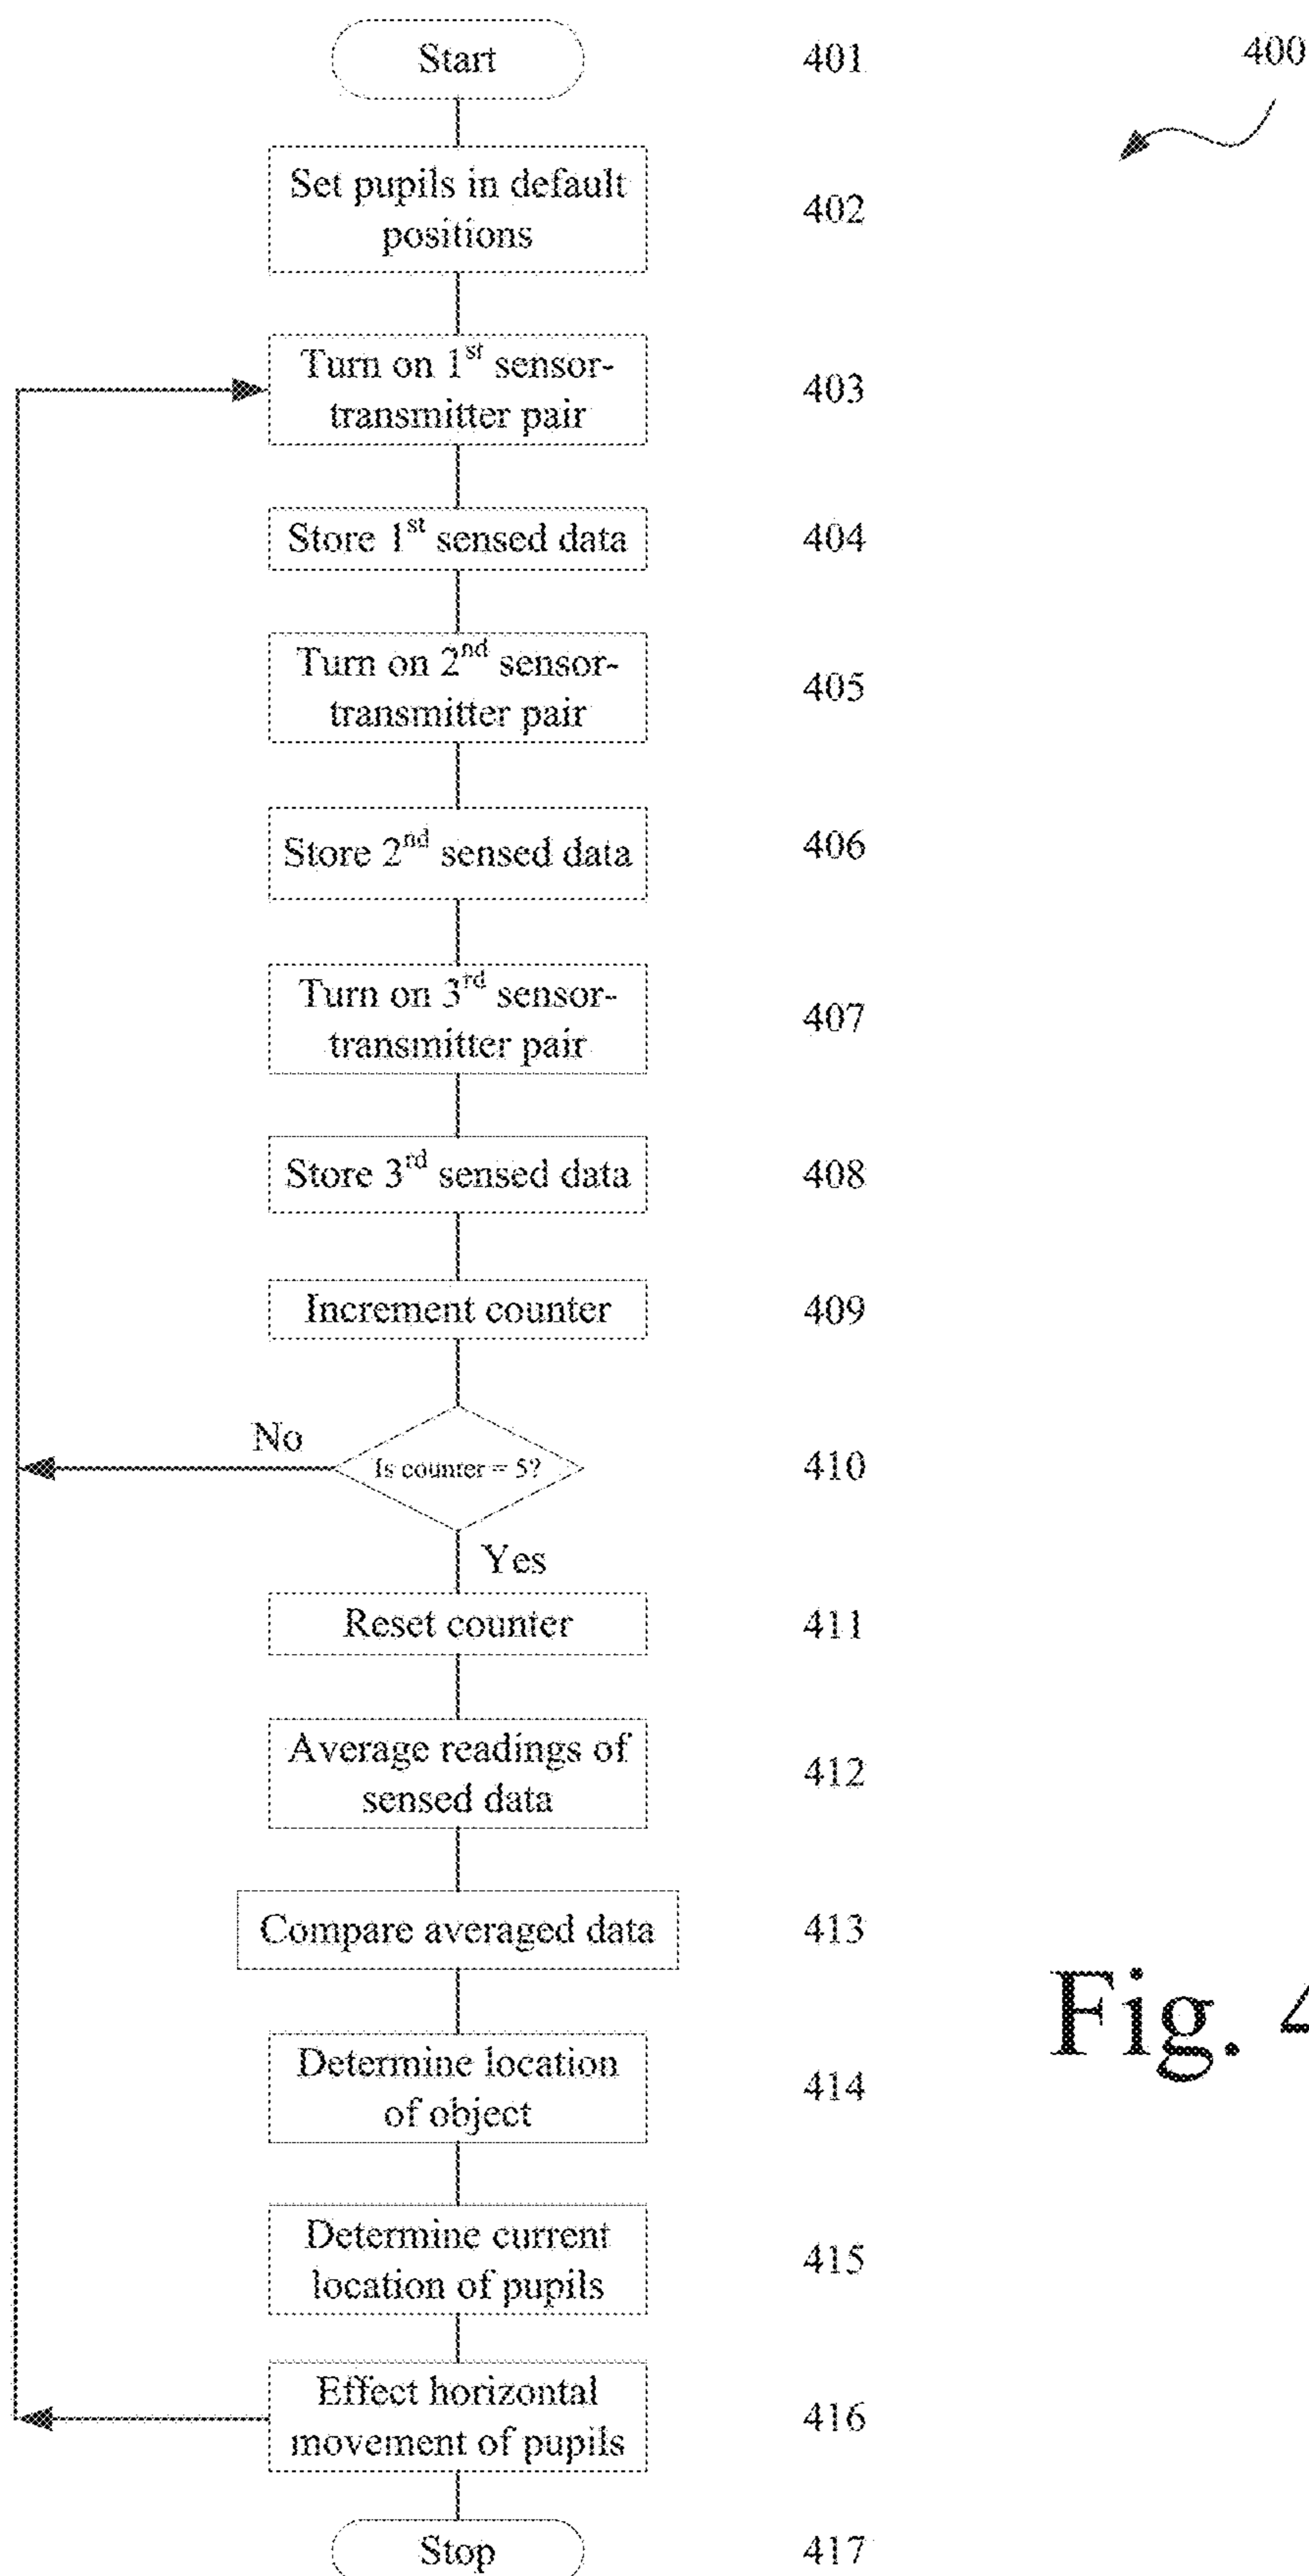 Start 401
400
Set pupils in default
positions
402
Turn on 1st sensor-
transmitter pair
403
Store 1st sensed data 404
Turn on 2nd sensor-
transmitter pair
405
Store 2nd sensed data 406
Turn on 3rd sensor-
transmitter pair
407
Store 3rd sensed data 408
Increment counter 409
No
Is counter = 5? 410
Yes
Reset counter 411
Average readings of
sensed data
412
Compare averaged data 413
Fig. 4
Determine location
of object
414
Determine current
location of pupils
415
Effect horizontal
movement of pupils
416
Stop 417